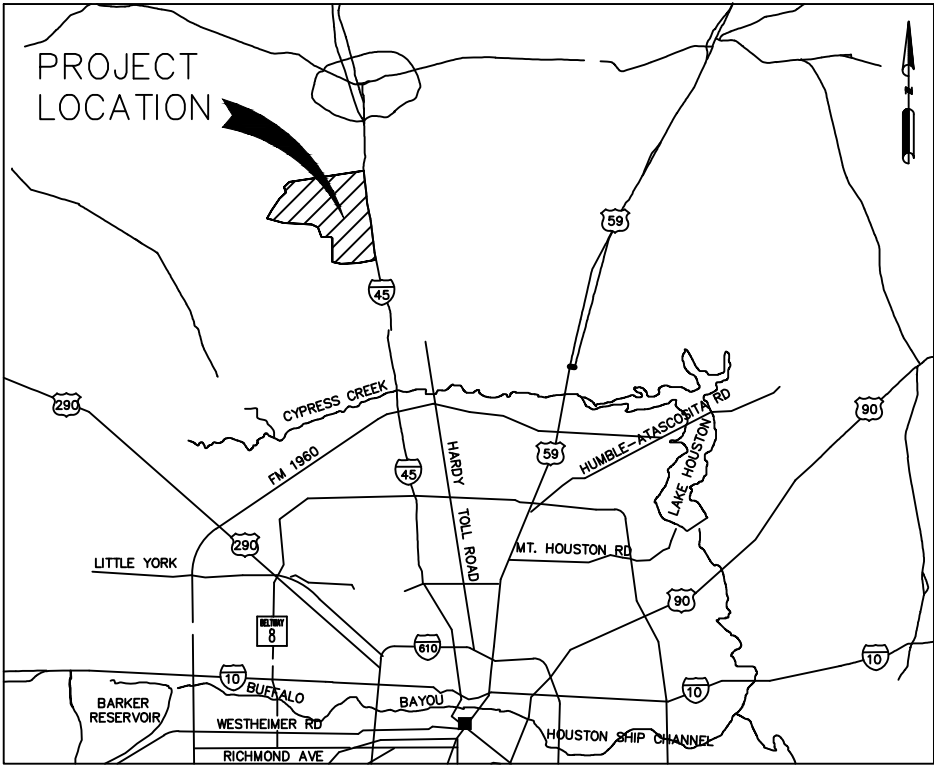 PROJECT
LOCATION
N
59
45
290
CYPRESS CREEK
HUMBLE-ATASCOSITA RD
90
FM 1960
45
HARDY
59
LAKE HOUSTON
290
TOLL ROAD
MT. HOUSTON RD
LITTLE YORK
90
BELTWAY
8
610
10
10
10
BUFFALO
BAYOU
BARKER
RESERVOIR
WESTHEIMER RD
HOUSTON SHIP CHANNEL
RICHMOND AVE